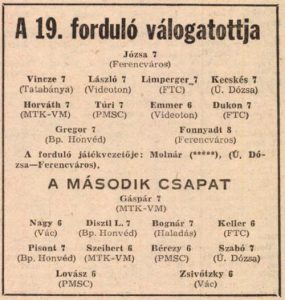 A 19. forduló válogatottja
Józsa 7
(Ferencváros)
Vincze 7 László 7 Limperger 7 Kecskés 7
(Tatabánya) (Videoton) (FTC) (Ú. Dózsa)
Horváth 7 Túri 7 Emmer 6 Dukon 7
(MTK-VM) (PMSC) (Videoton) (FTC)
Gregor 7 Fonnyadi 8
(Bp. Honvéd) (Ferencváros)
A forduló játékvezetője: Molnár (*****), (Ú. Dó-
zsa—Ferencváros).
A MÁSODIK CSAPAT
Gáspár 7
(MTK-VM)
Nagy 6 Disztl L. 7 Bognár 7 Keller 6
(Vác) (Bp. Honvéd) (Haladás) (FTC)
Pisont 7 Szeibert 6 Bérczy 6 Szabó 7
(Bp. Honvéd) (MTK-VM) (PMSC) (Ú. Dózsa)
Lovász 6 Zsivótzky 6
(PMSC) (Vác)